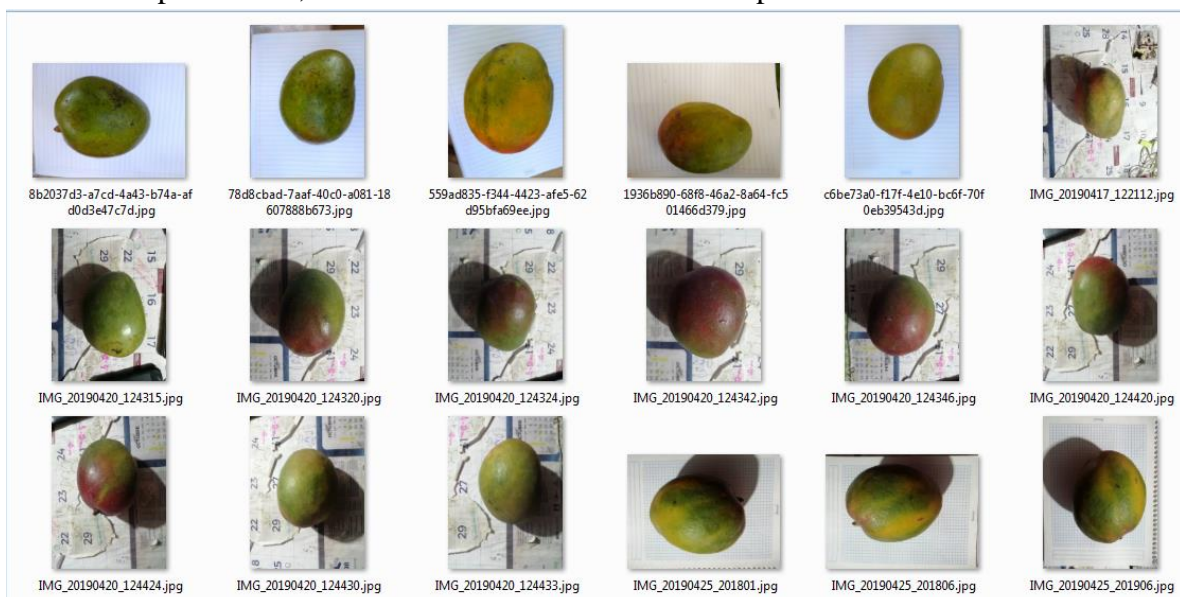 8b2037d3-a7cd-4a43-b74a-af
d0d3e47c7d.jpg
78d8cbad-7aaf-40c0-a081-18
607888b673.jpg
559ad835-f344-4423-afe5-62
d95bfa69ee.jpg
1936b890-68f8-46a2-8a64-fc5
01466d379.jpg
c6be73a0-f17f-4e10-bc6f-70f
0eb39543d.jpg
IMG_20190417_122112.jpg
IMG_20190420_124315.jpg
IMG_20190420_124320.jpg
IMG_20190420_124324.jpg
IMG_20190420_124342.jpg
IMG_20190420_124346.jpg
IMG_20190420_124420.jpg
IMG_20190420_124424.jpg
IMG_20190420_124430.jpg
IMG_20190420_124433.jpg
IMG_20190425_201801.jpg
IMG_20190425_201806.jpg
IMG_20190425_201906.jpg